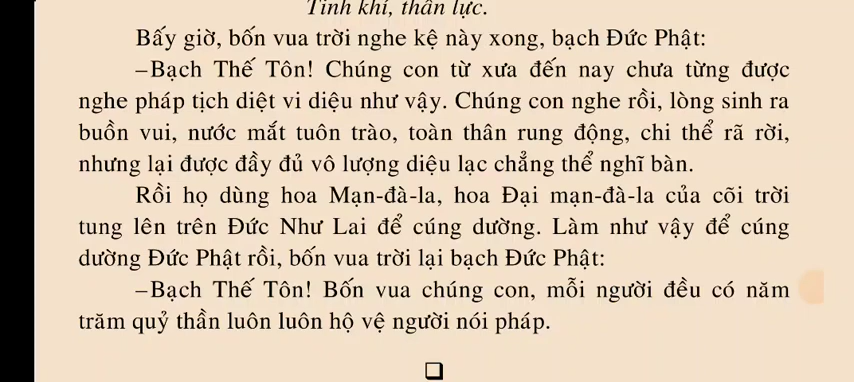 Tinh khí, thần lực.
Bấy giờ, bốn vua trời nghe kệ này xong, bạch Đức Phật:
–Bạch Thế Tôn! Chúng con từ xưa đến nay chưa từng được
nghe pháp tịch diệt vi diệu như vậy. Chúng con nghe rồi, lòng sinh ra
buồn vui, nước mắt tuôn trào, toàn thân rung động, chi thể rã rời,
nhưng lại được đầy đủ vô lượng diệu lạc chẳng thể nghĩ bàn.
Rồi họ dùng hoa Mạn-đà-la, hoa Đại mạn-đà-la của cõi trời
tung lên trên Đức Như Lai để cúng dường. Làm như vậy để cúng
dường Đức Phật rồi, bốn vua trời lại bạch Đức Phật:
–Bạch Thế Tôn! Bốn vua chúng con, mỗi người đều có năm
trăm quỷ thần luôn luôn hộ vệ người nói pháp.